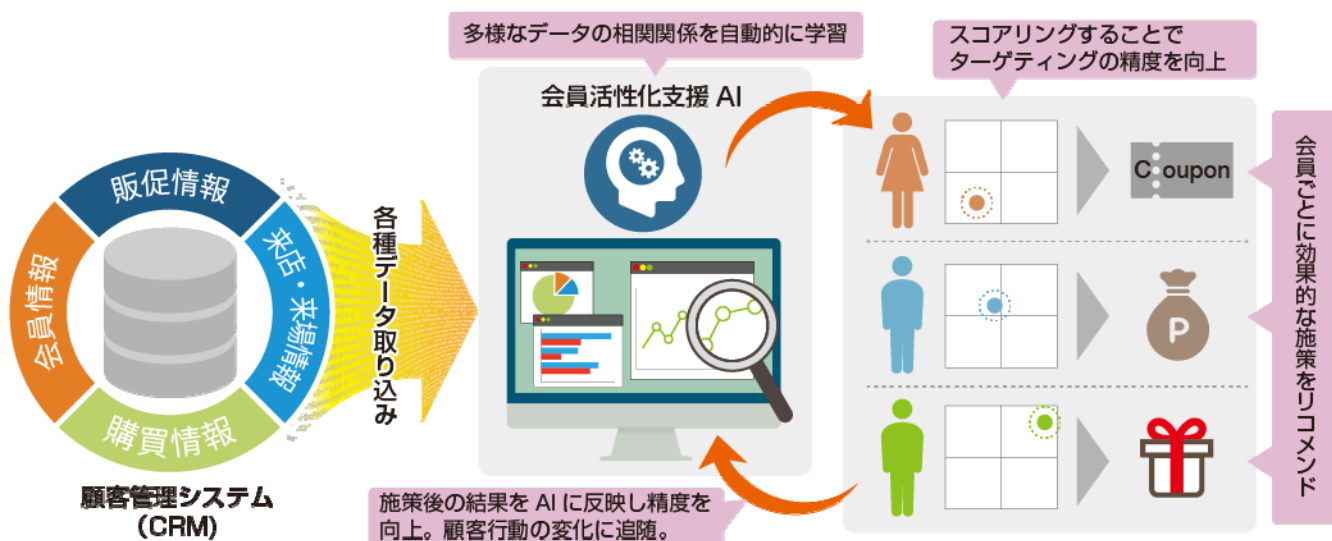 多様なデータの相関関係を自動的に学習
スコアリングすることで
ターゲティングの精度を向上
会員活性化支援 AI
販促情報
会員情報
来店・来場情報
購買情報
各種データ取り込み
Coupon
P
会員ごとに効果的な施策をリコメンド
顧客管理システム
(CRM)
施策後の結果を AI に反映し精度を
向上。顧客行動の変化に追随。